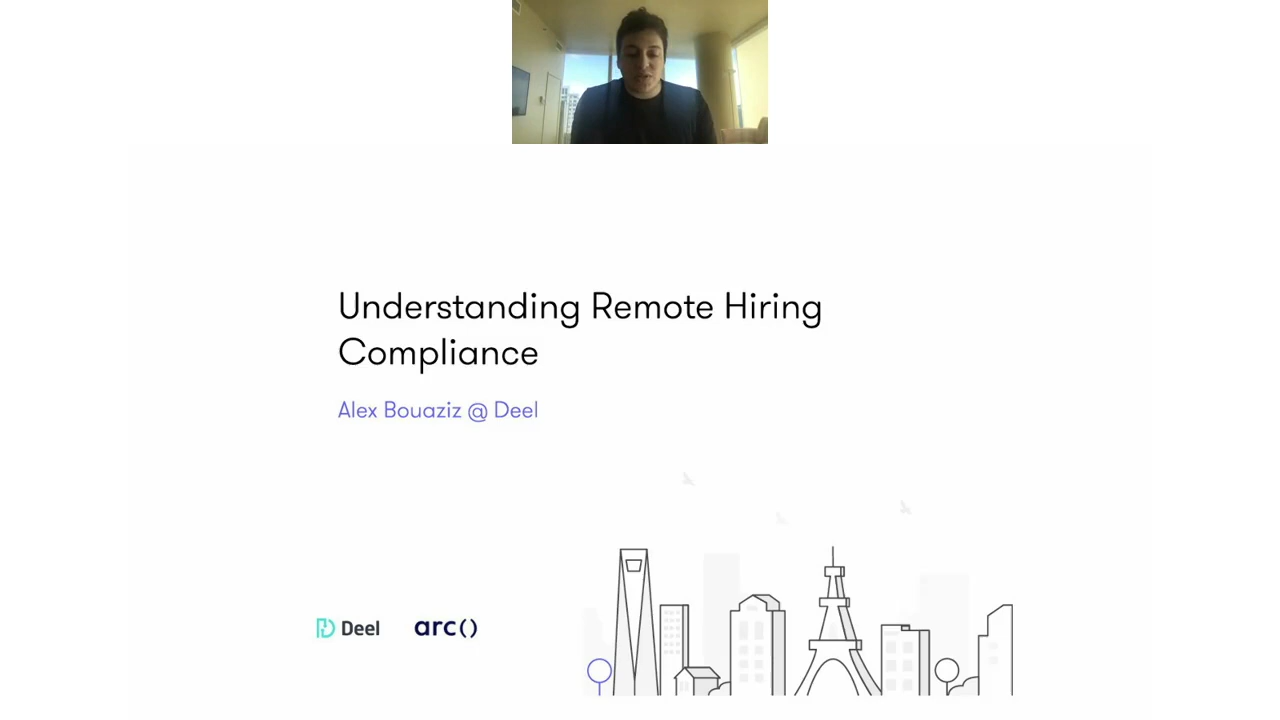 Understanding Remote Hiring
Compliance
Alex Bouaziz @ Deel
Deel
arc()